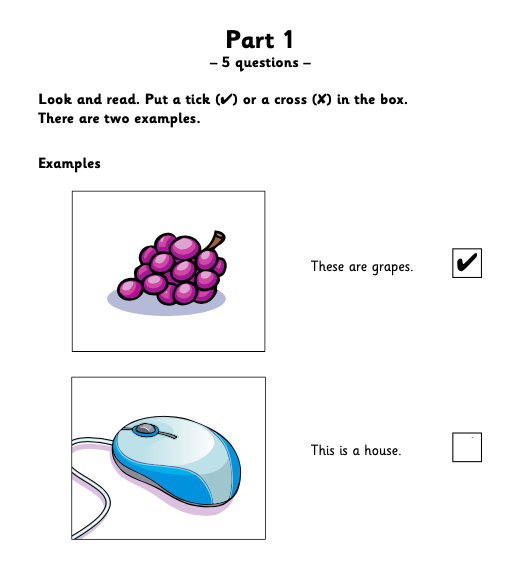 Part 1
– 5 questions –
Look and read. Put a tick (✔) or a cross (✘) in the box.
There are two examples.
Examples
These are grapes. ✔
This is a house.